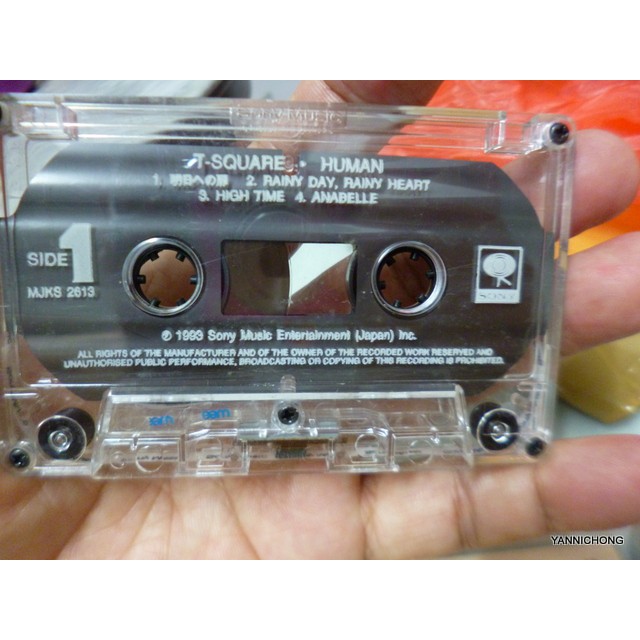 T-SQUARE • HUMAN
1. 明日への扉 2. RAINY DAY, RAINY HEART
3. HIGH TIME 4. ANABELLE
SIDE 1
MJKS 2613
SONY
℗ 1993 Sony Music Entertainment (Japan) Inc.
ALL RIGHTS OF THE MANUFACTURER AND OF THE OWNER OF THE RECORDED WORK RESERVED AND
UNAUTHORISED PUBLIC PERFORMANCE, BROADCASTING OR COPYING OF THIS RECORDING IS PROHIBITED.
YANNICHONG